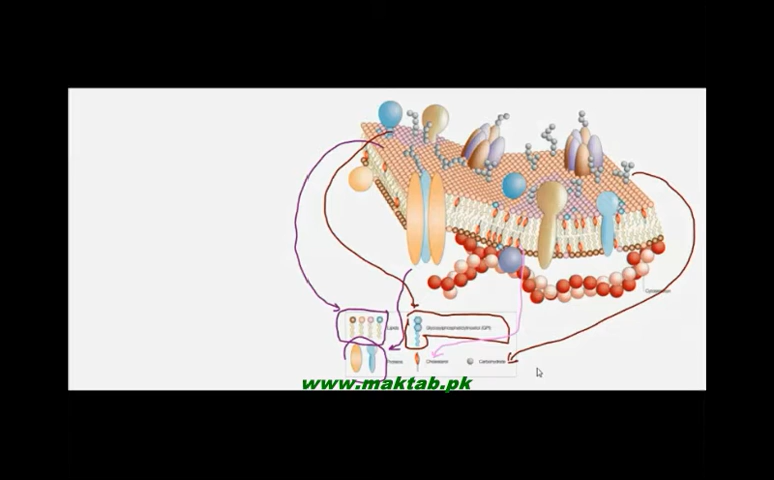 Cytoskeleton
Lipids
Glycosylphosphatidylinositol (GPI)
Proteins
Cholesterol
Carbohydrate
www.maktab.pk